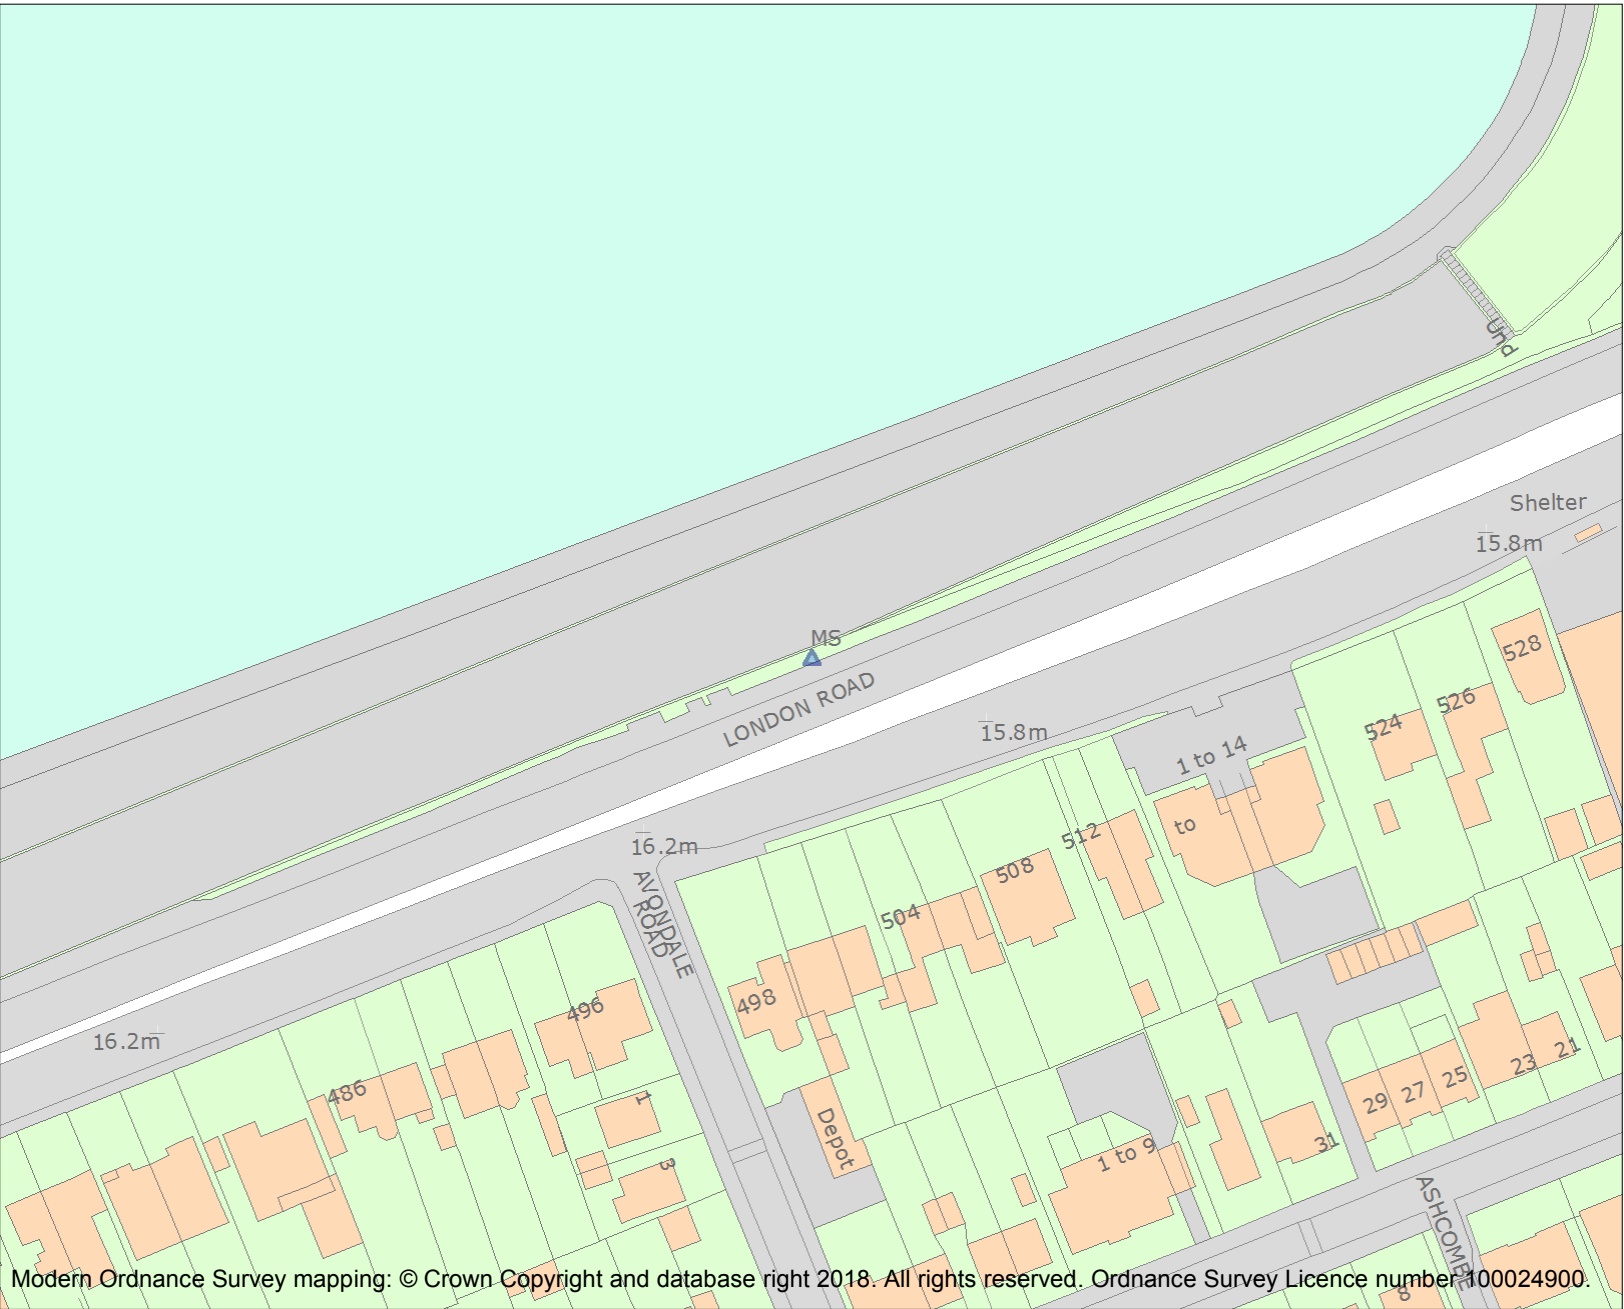 Und
Shelter
15.8m
MS
LONDON ROAD
528
526
524
15.8m
1 to 14
to
512
16.2m
508
AVONDALE
ROAD
504
498
496
16.2m
486
1
3
Depot
1 to 9
21
23
25
27
29
31
ASHCOMBE
8
Modern Ordnance Survey mapping: © Crown Copyright and database right 2018. All rights reserved. Ordnance Survey Licence number 100024900.